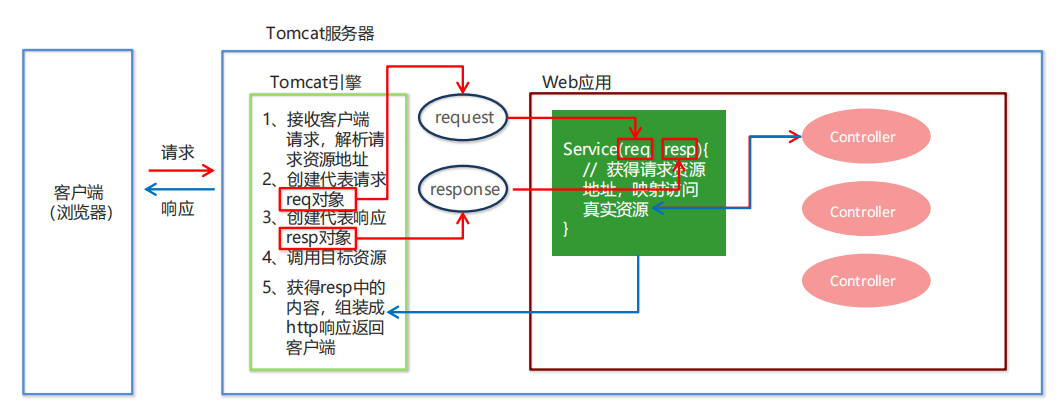 Tomcat服务器
Tomcat引擎
Web应用
客户端
（浏览器）
请求
响应
1、接收客户端
请求，解析请
求资源地址
2、创建代表请求
req对象
3、创建代表响应
resp对象
4、调用目标资源
5、获得resp中的
内容，组装成
http响应返回
客户端
request
response
Service(req, resp){
// 获得请求资源
地址，映射访问
真实资源
}
Controller
Controller
Controller